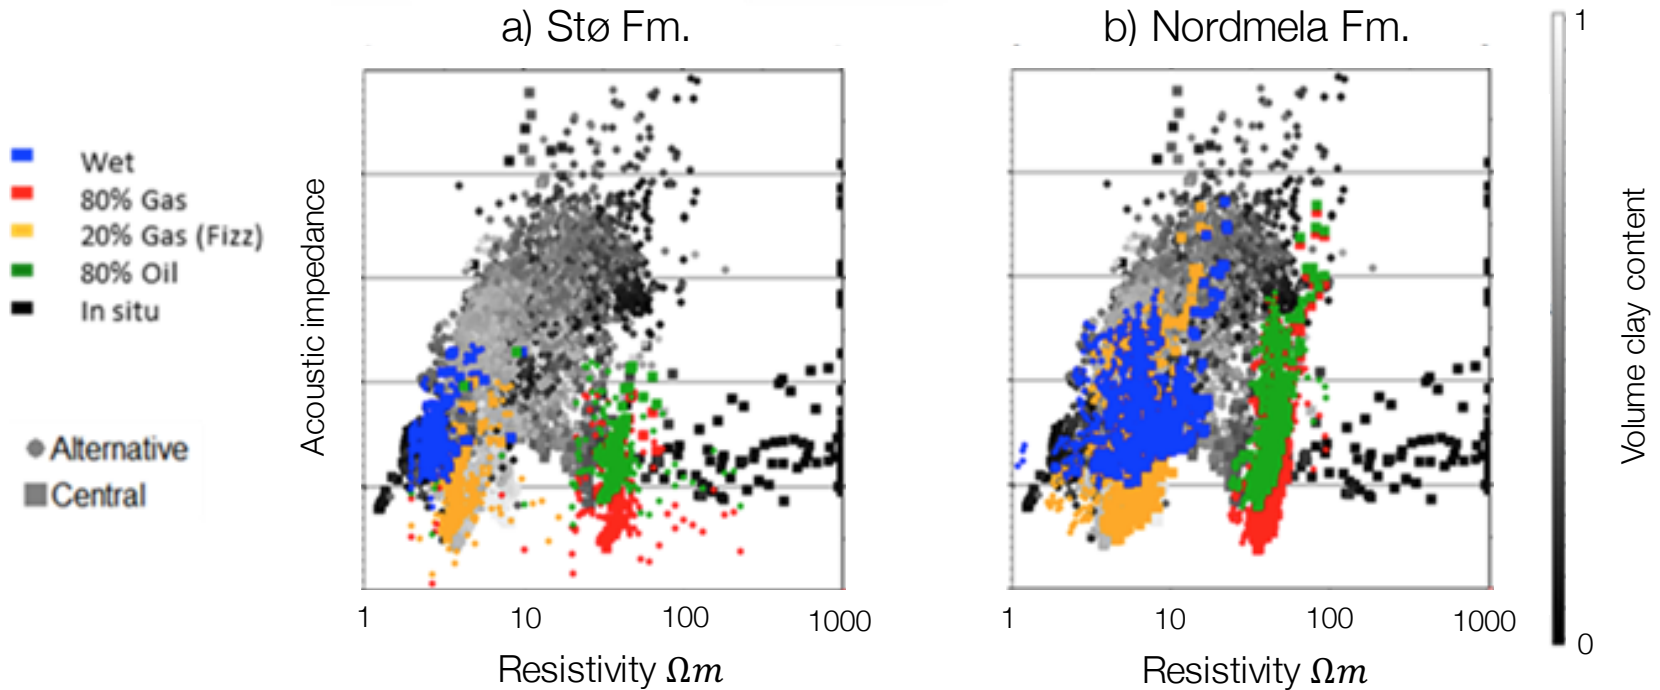 a) Stø Fm.
b) Nordmela Fm.
1
Wet
80% Gas
20% Gas (Fizz)
80% Oil
In situ
Alternative
Central
Acoustic impedance
Volume clay content
0
1 10 100 1000
1 10 100 1000
Resistivity Ωm
Resistivity Ωm